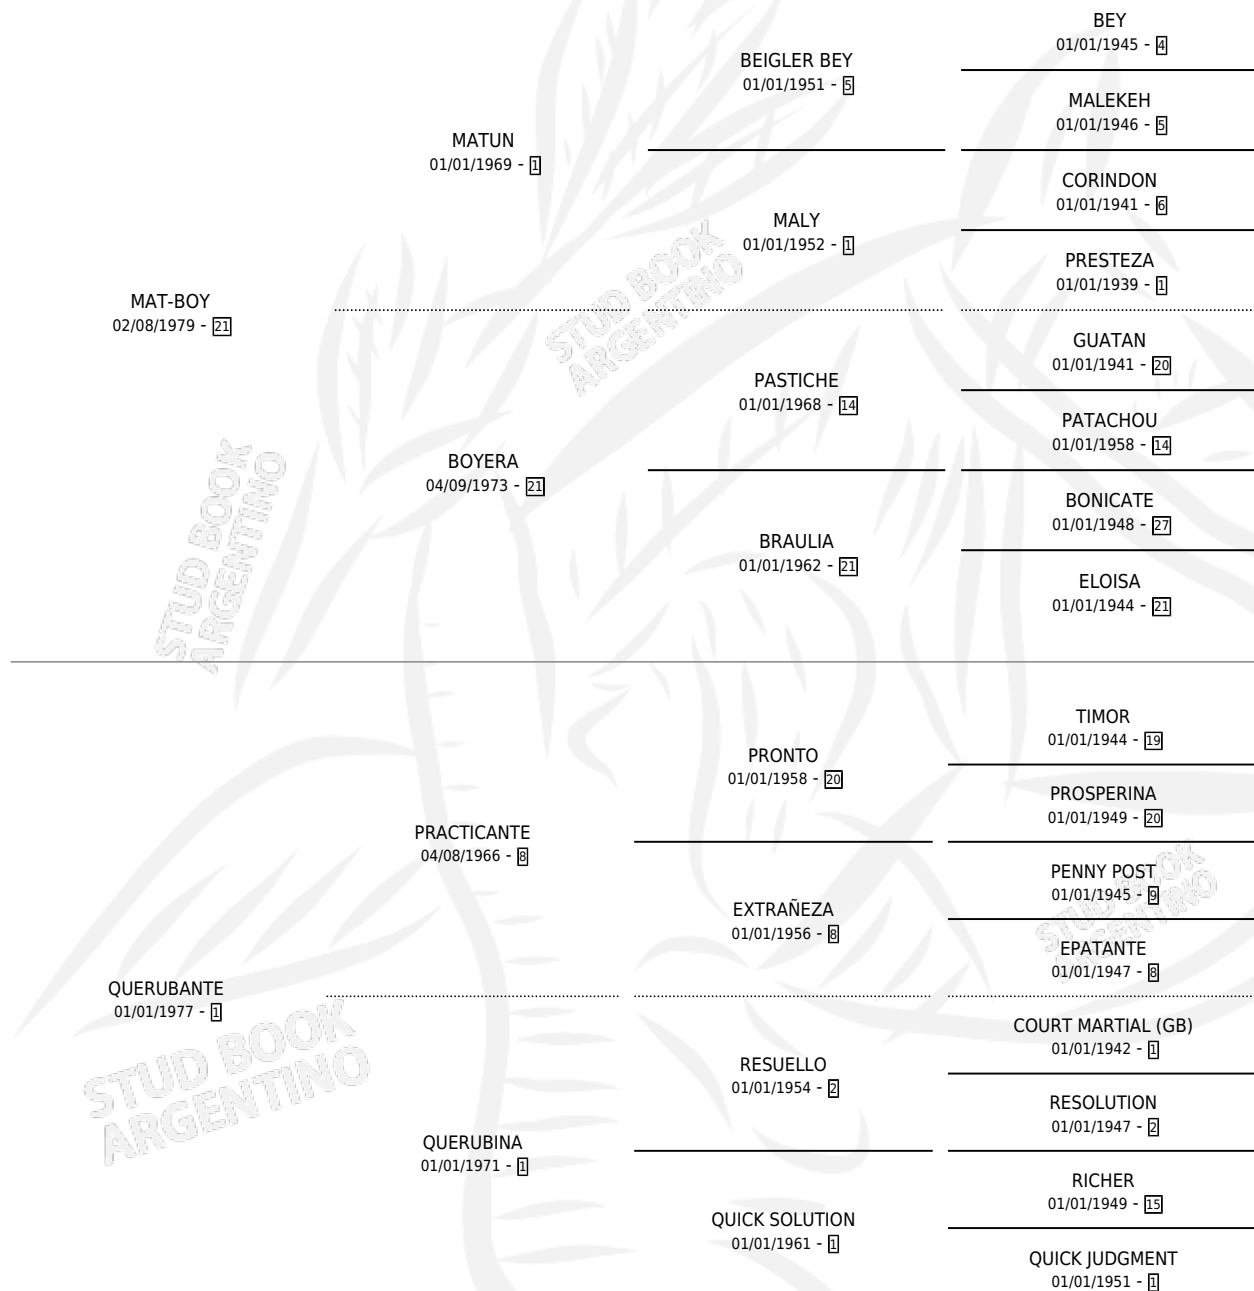 BEY
01/01/1945 - 4
BEIGLER BEY
01/01/1951 - 5
MALEKEH
01/01/1946 - 5
MATUN
01/01/1969 - 1
CORINDON
01/01/1941 - 6
MALY
01/01/1952 - 1
PRESTEZA
01/01/1939 - 1
MAT-BOY
02/08/1979 - 21
GUATAN
01/01/1941 - 20
PASTICHE
01/01/1968 - 14
PATACHOU
01/01/1958 - 14
BOYERA
04/09/1973 - 21
BONICATE
01/01/1948 - 27
BRAULIA
01/01/1962 - 21
ELOISA
01/01/1944 - 21
TIMOR
01/01/1944 - 19
PRONTO
01/01/1958 - 20
PROSPERINA
01/01/1949 - 20
PRACTICANTE
04/08/1966 - 8
PENNY POST
01/01/1945 - 9
EXTRAÑEZA
01/01/1956 - 8
EPATANTE
01/01/1947 - 8
QUERUBANTE
01/01/1977 - 1
COURT MARTIAL (GB)
01/01/1942 - 1
RESUELLO
01/01/1954 - 2
RESOLUTION
01/01/1947 - 2
QUERUBINA
01/01/1971 - 1
RICHER
01/01/1949 - 15
QUICK SOLUTION
01/01/1961 - 1
QUICK JUDGMENT
01/01/1951 - 1
STUD BOOK
ARGENTINO
STUD BOOK
ARGENTINO
STUD BOOK
ARGENTINO
STUD BOOK
ARGENTINO